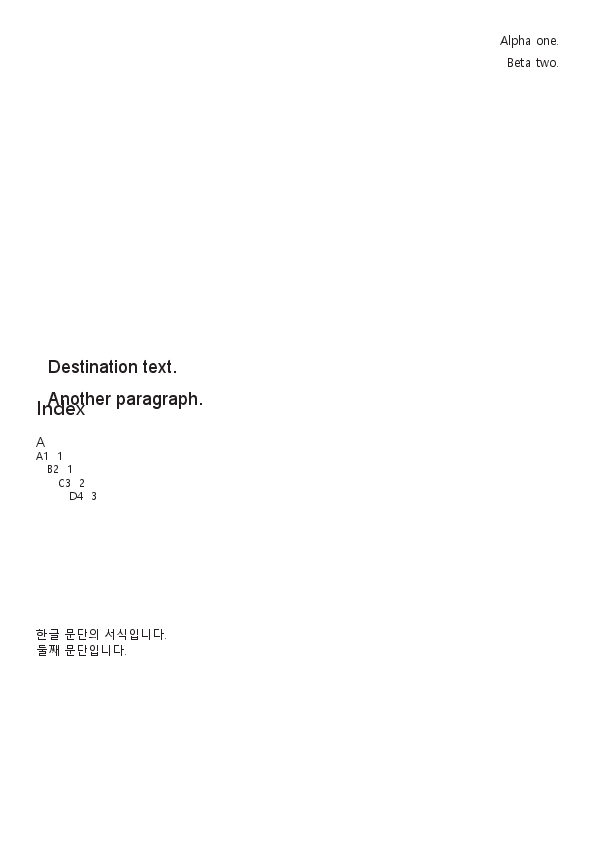 Alpha one.
Beta two.
Destination text.
Another paragraph.
Index
A
A1 1
B2 1
C3 2
D4 3
한글 문단의 서식입니다.
둘째 문단입니다.